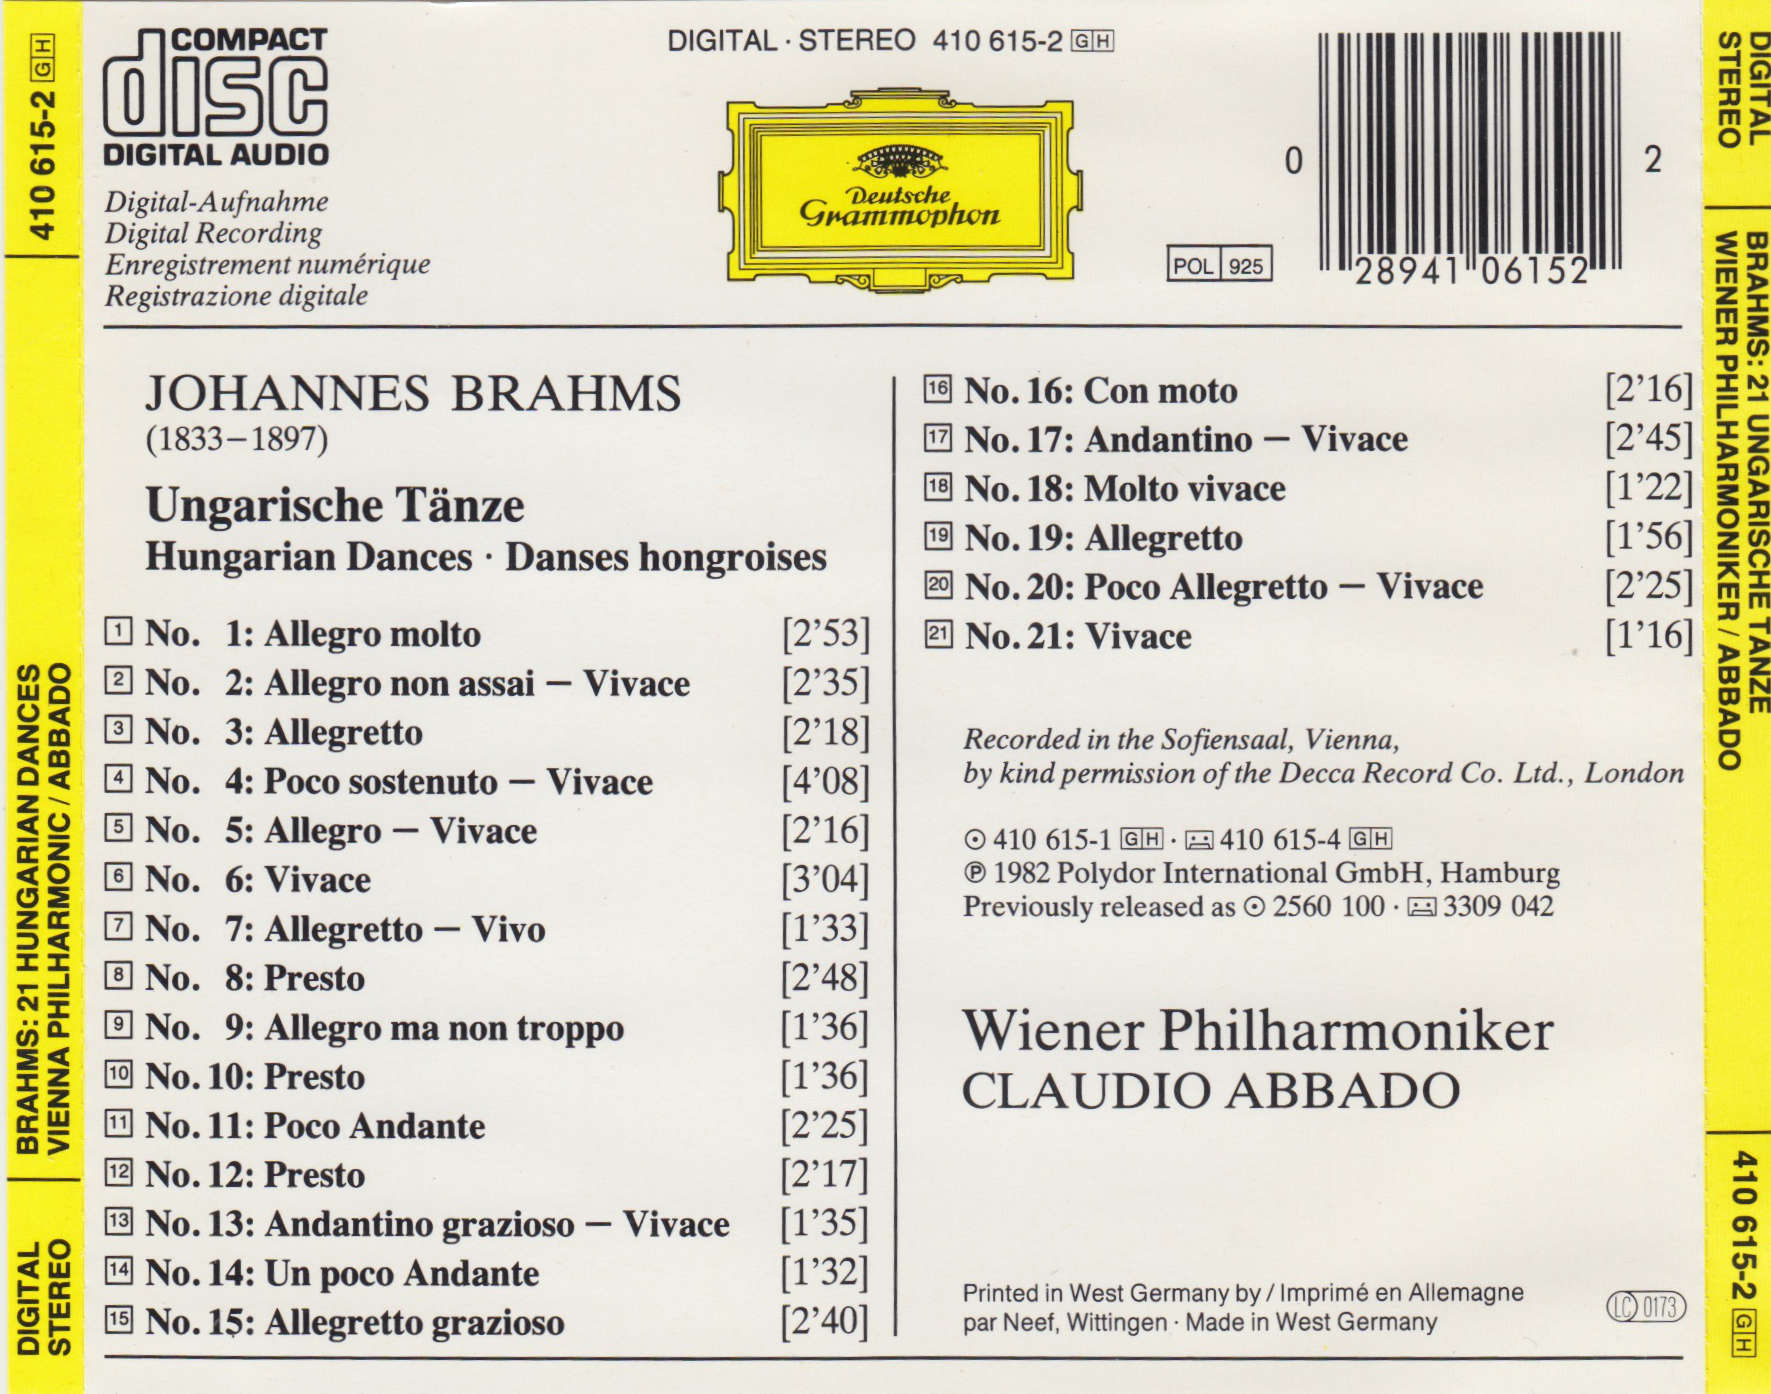 410 615-2 GH
BRAHMS: 21 HUNGARIAN DANCES
VIENNA PHILHARMONIC / ABBADO
DIGITAL
STEREO
COMPACT
disc
DIGITAL AUDIO
Digital-Aufnahme
Digital Recording
Enregistrement numérique
Registrazione digitale
DIGITAL · STEREO 410 615-2 GH
Deutsche
Grammophon
POL 925
0 28941 06152 2
JOHANNES BRAHMS
(1833–1897)
Ungarische Tänze
Hungarian Dances · Danses hongroises
1 No. 1: Allegro molto [2’53]
2 No. 2: Allegro non assai – Vivace [2’35]
3 No. 3: Allegretto [2’18]
4 No. 4: Poco sostenuto – Vivace [4’08]
5 No. 5: Allegro – Vivace [2’16]
6 No. 6: Vivace [3’04]
7 No. 7: Allegretto – Vivo [1’33]
8 No. 8: Presto [2’48]
9 No. 9: Allegro ma non troppo [1’36]
10 No. 10: Presto [1’36]
11 No. 11: Poco Andante [2’25]
12 No. 12: Presto [2’17]
13 No. 13: Andantino grazioso – Vivace [1’35]
14 No. 14: Un poco Andante [1’32]
15 No. 15: Allegretto grazioso [2’40]
16 No. 16: Con moto [2’16]
17 No. 17: Andantino – Vivace [2’45]
18 No. 18: Molto vivace [1’22]
19 No. 19: Allegretto [1’56]
20 No. 20: Poco Allegretto – Vivace [2’25]
21 No. 21: Vivace [1’16]
Recorded in the Sofiensaal, Vienna,
by kind permission of the Decca Record Co. Ltd., London
410 615-1 GH · 410 615-4 GH
℗ 1982 Polydor International GmbH, Hamburg
Previously released as 2560 100 · 3309 042
Wiener Philharmoniker
CLAUDIO ABBADO
Printed in West Germany by / Imprimé en Allemagne
par Neef, Wittingen · Made in West Germany
LC 0173
DIGITAL
STEREO
BRAHMS: 21 UNGARISCHE TÄNZE
WIENER PHILHARMONIKER / ABBADO
410 615-2 GH